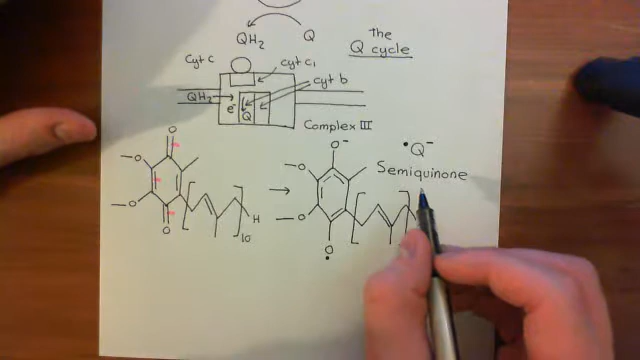 QH2 Q
The
Q cycle
Cyt c
cyt c1
cyt b
QH2
e-
Q
Complex III
O
O
O
O
H
10
O-
O
O
O
•
•Q-
Semiquinone